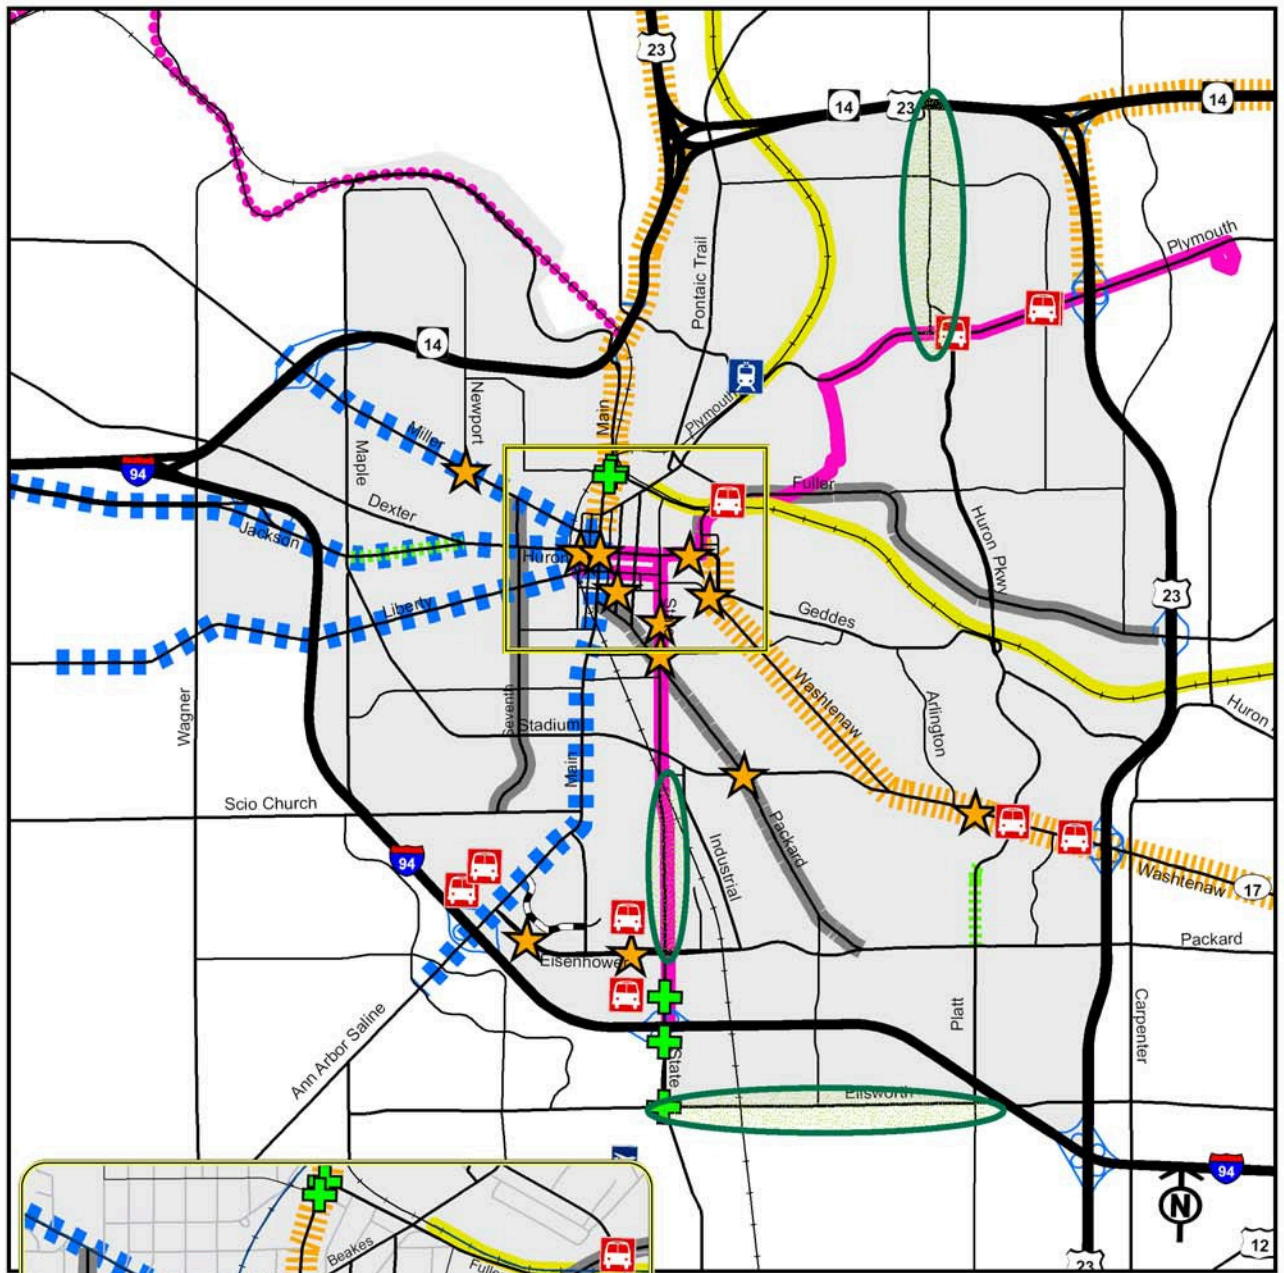 23
14
23
14
Plymouth
Pontaic Trail
14
Newport
Main
Plymouth
Miller
Maple
94
Dexter
Fuller
Jackson
Huron
Huron Pkwy
23
Liberty
Geddes
Washtenaw
Arlington
Wagner
Seventh
Stadium
Huron
Main
Scio Church
Industrial
Packard
94
Washtenaw
17
Packard
Eisenhower
Platt
Carpenter
Ann Arbor Saline
State
Ellsworth
94
N
12
23
Beakes